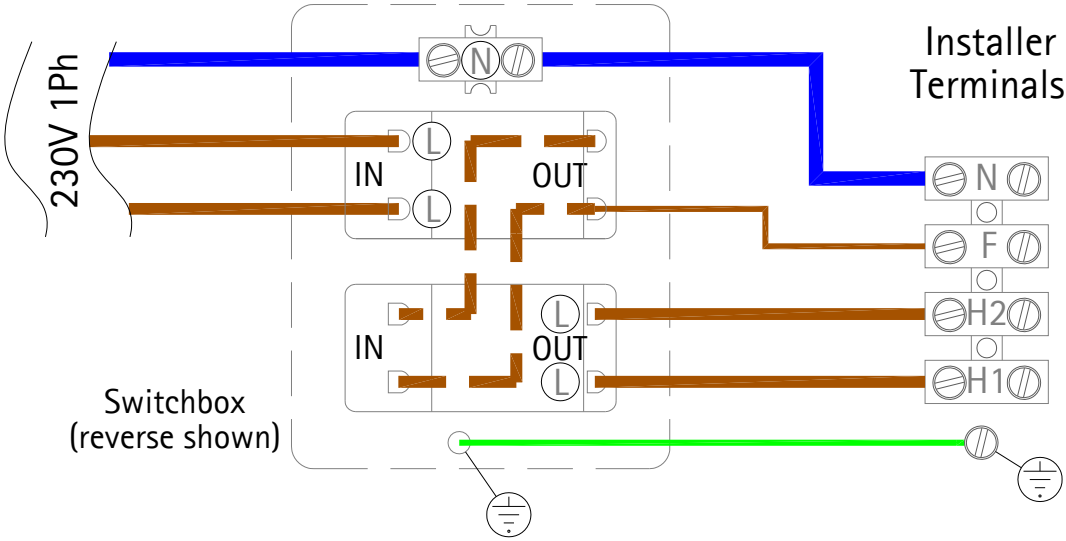 230V 1Ph
N
Installer
Terminals
L
IN
OUT
L
N
F
L
H2
IN
OUT
L
H1
Switchbox
(reverse shown)